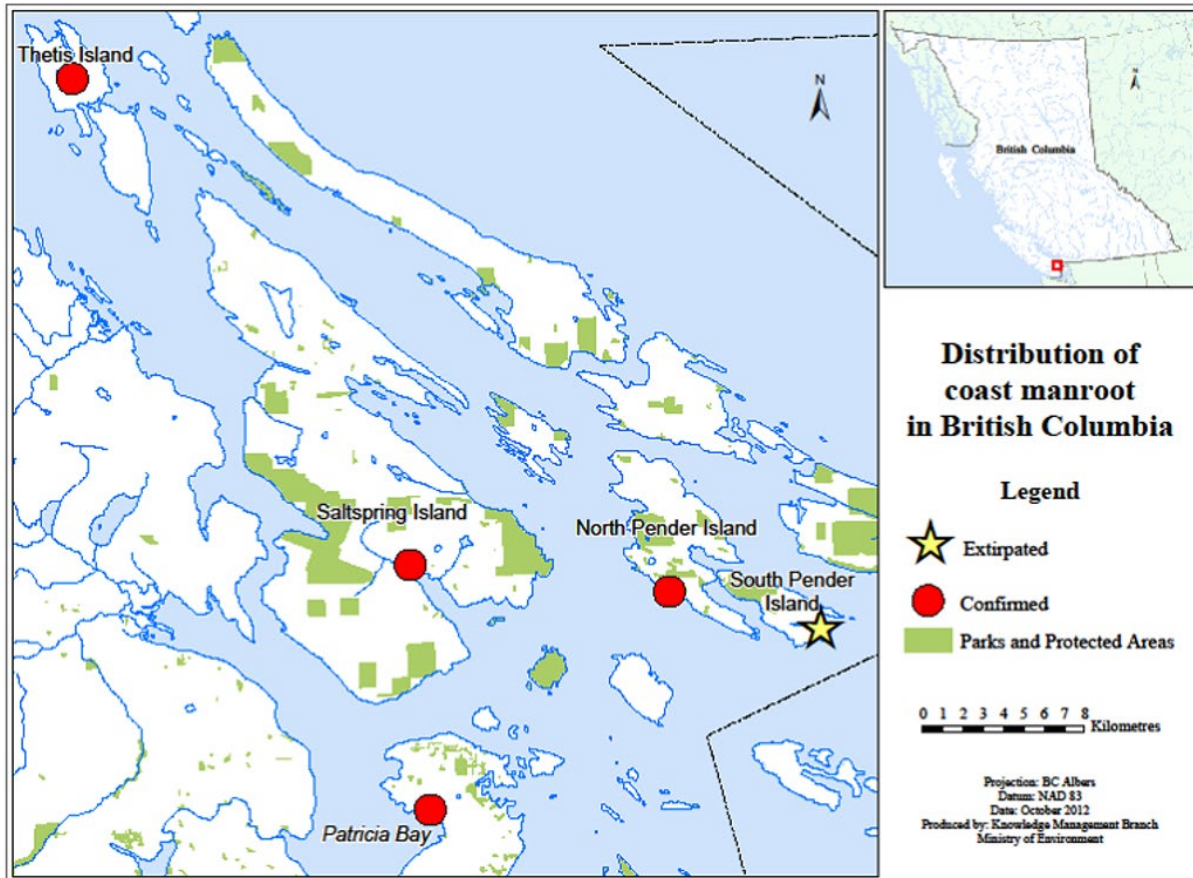 Thetis Island
N
Saltspring Island
North Pender Island
South Pender
Island
Patricia Bay
N
British Columbia
Distribution of
coast manroot
in British Columbia
Legend
Extirpated
Confirmed
Parks and Protected Areas
0 1 2 3 4 5 6 7 8
Kilometres
Projection: BC Albers
Datum: NAD 83
Date: October 2012
Produced by: Knowledge Management Branch
Ministry of Environment